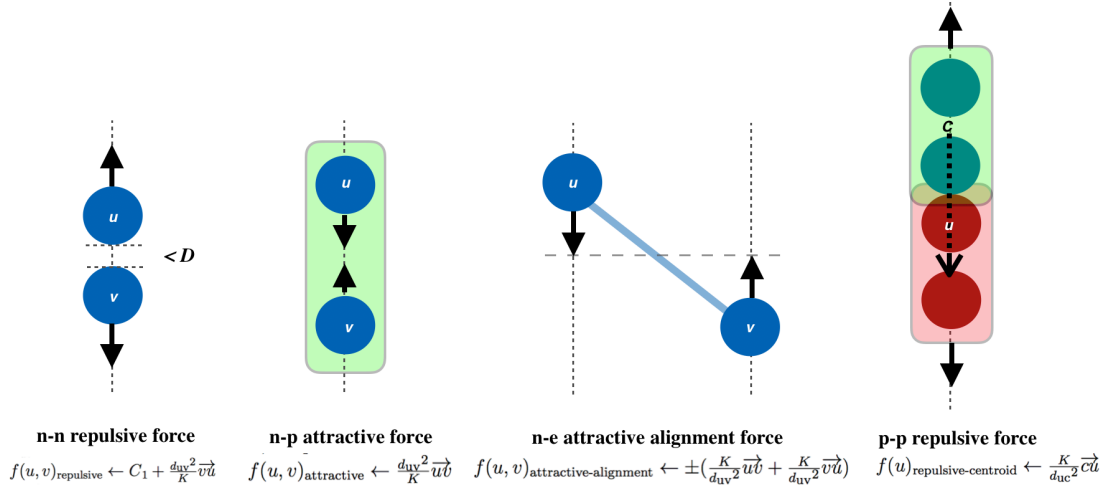 u
v
< D
n-n repulsive force
f(u, v)repulsive ← C₁ + duv²/K v⃗u⃗
u
v
n-p attractive force
f(u, v)attractive ← duv²/K u⃗v⃗
u
v
n-e attractive alignment force
f(u, v)attractive-alignment ← ±(K/duv² u⃗v⃗ + K/duv² v⃗u⃗)
C
u
p-p repulsive force
f(u)repulsive-centroid ← K/duc² c⃗u⃗